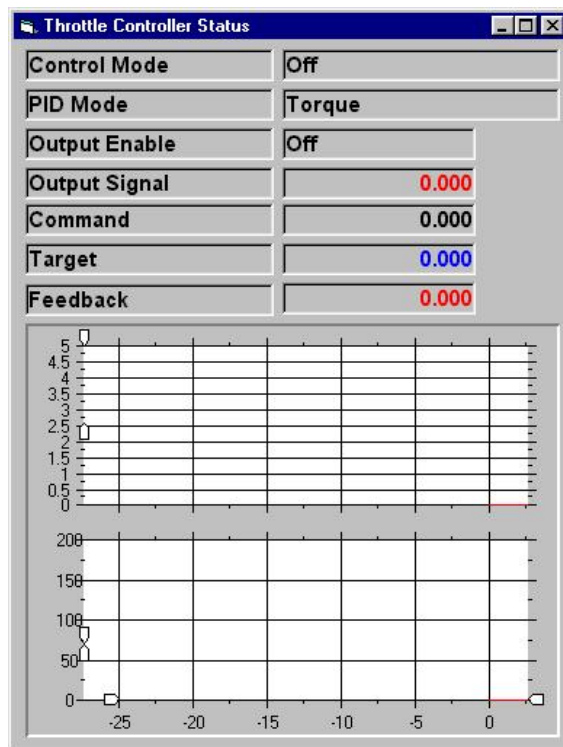 Throttle Controller Status
Control Mode Off
PID Mode Torque
Output Enable Off
Output Signal 0.000
Command 0.000
Target 0.000
Feedback 0.000
5
4.5
4
3.5
3
2.5
2
1.5
1
0.5
0
200
150
100
50
0
-25 -20 -15 -10 -5 0